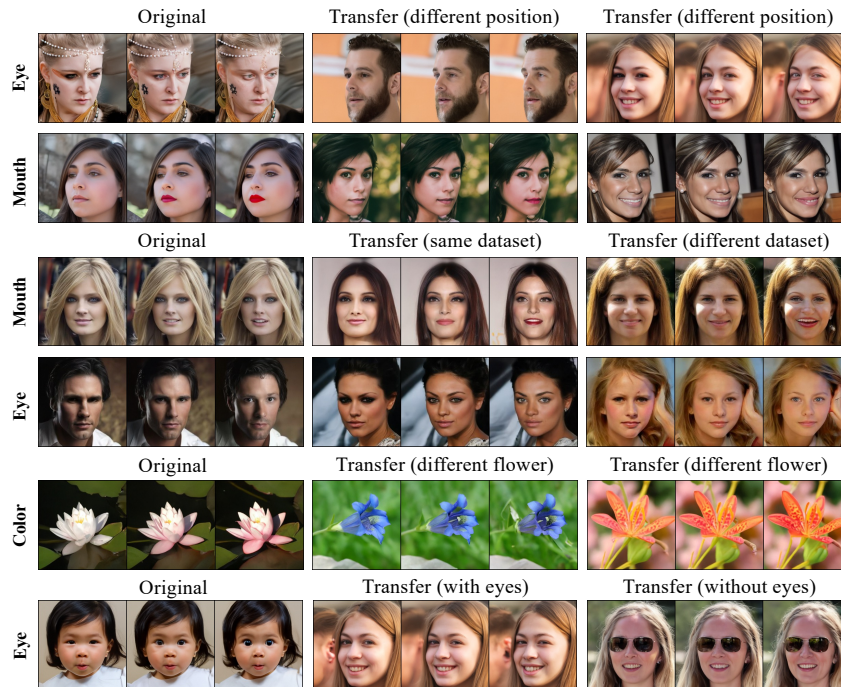 Original Transfer (different position) Transfer (different position)
Eye
Mouth
Original Transfer (same dataset) Transfer (different dataset)
Mouth
Eye
Original Transfer (different flower) Transfer (different flower)
Color
Original Transfer (with eyes) Transfer (without eyes)
Eye